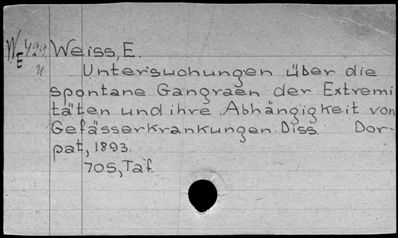 W 499 Weiss, E.
E u
Untersuchungen über die
spontane Gangraen der Extremi
täten und ihre Abhängigkeit von
Gefässerkrankungen. Diss. Dor-
pat, 1893.
70S, Taf.